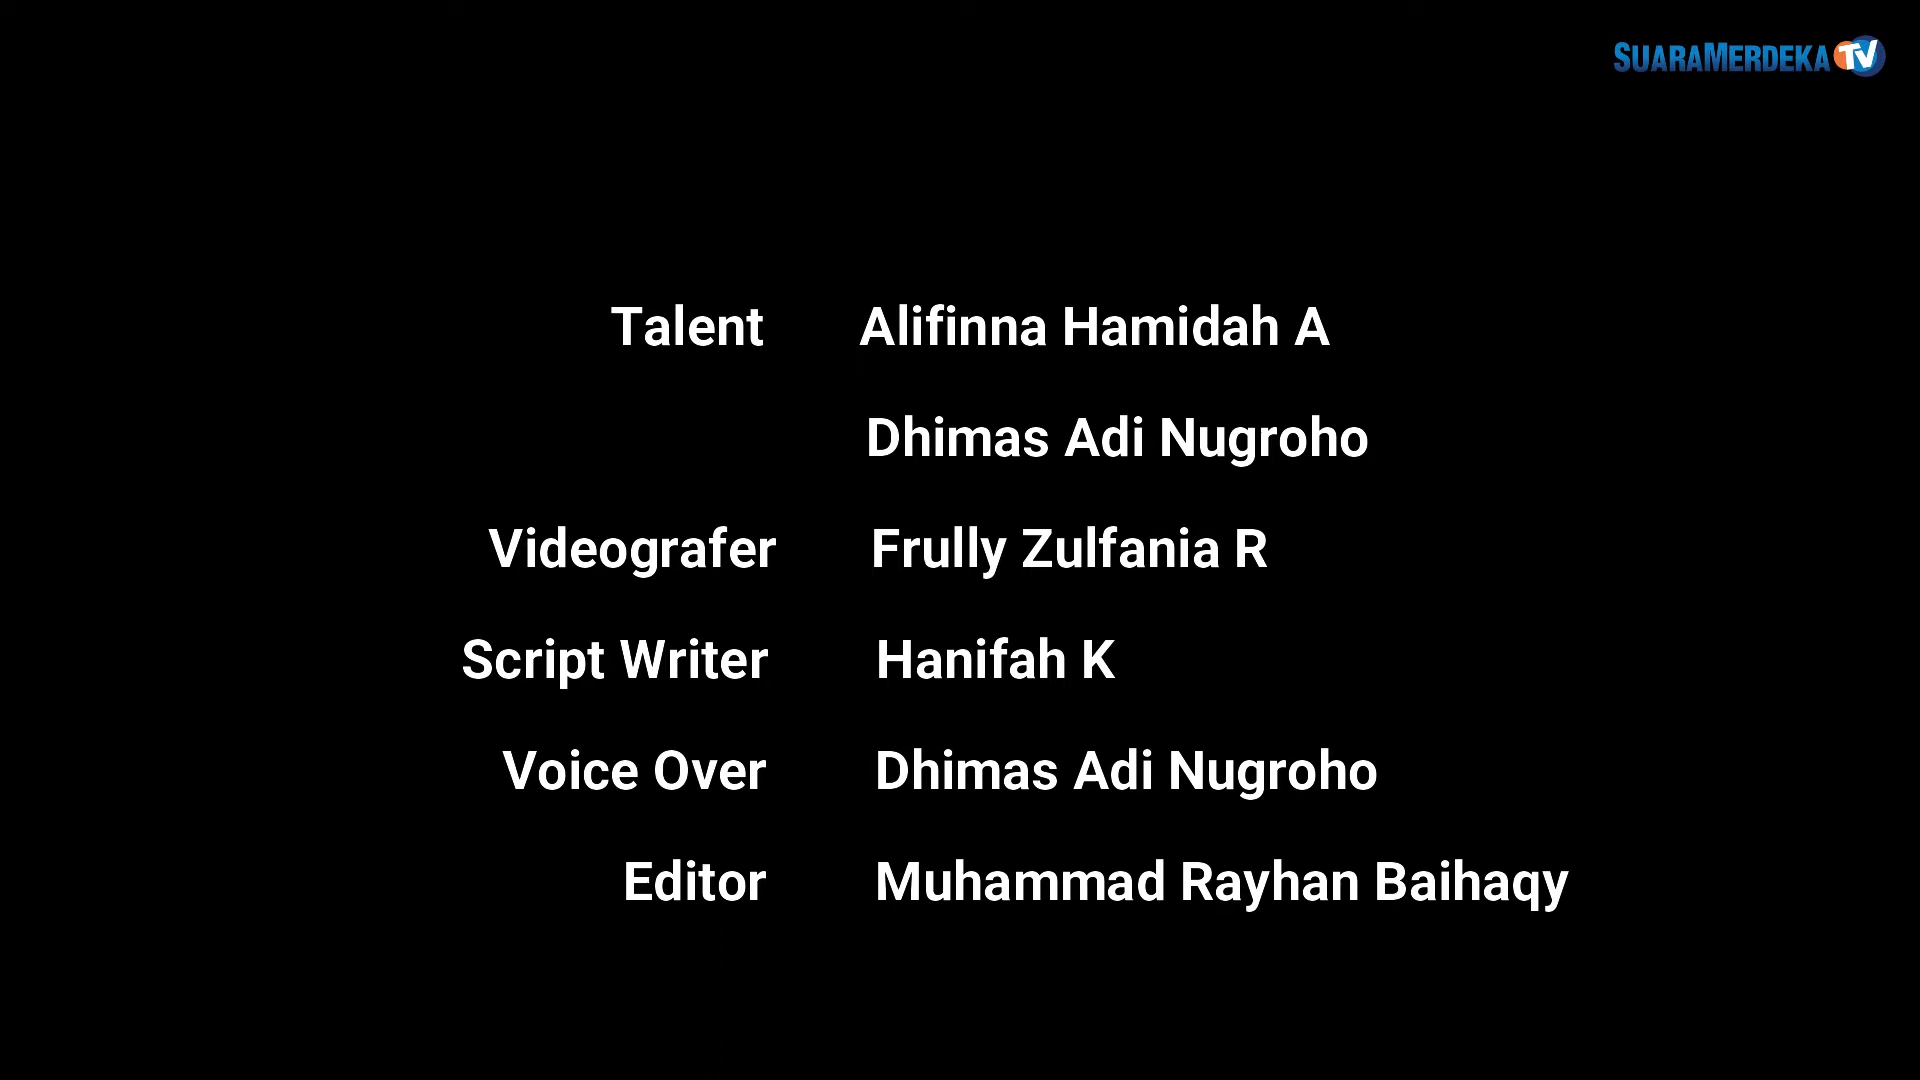 SUARAMERDEKA TV
Talent Alifinna Hamidah A
Dhimas Adi Nugroho
Videografer Frully Zulfania R
Script Writer Hanifah K
Voice Over Dhimas Adi Nugroho
Editor Muhammad Rayhan Baihaqy